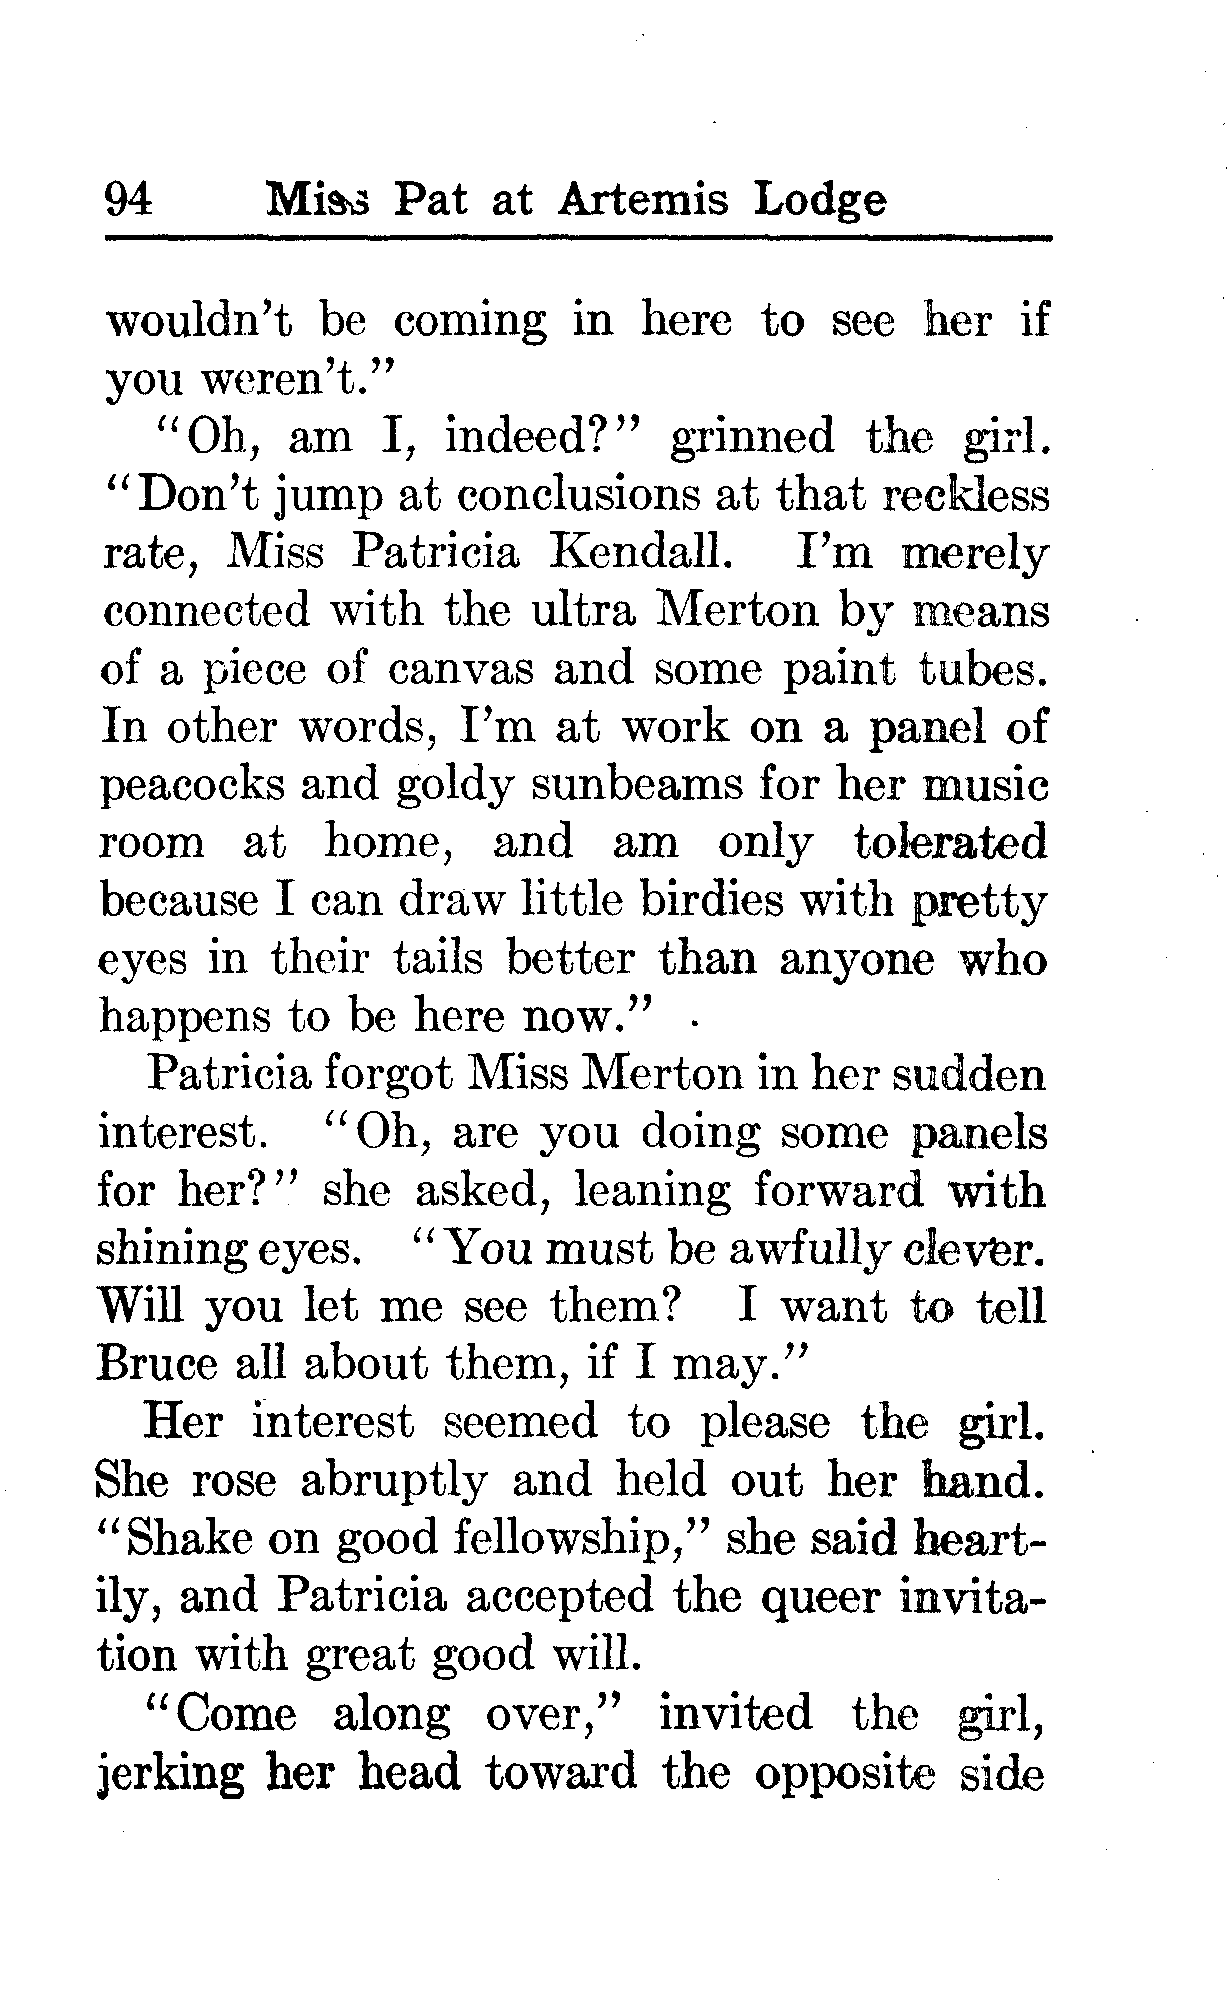 94 Miss Pat at Artemis Lodge
wouldn't be coming in here to see her if
you weren't."
"Oh, am I, indeed?" grinned the girl.
"Don't jump at conclusions at that reckless
rate, Miss Patricia Kendall. I'm merely
connected with the ultra Merton by means
of a piece of canvas and some paint tubes.
In other words, I'm at work on a panel of
peacocks and goldy sunbeams for her music
room at home, and am only tolerated
because I can draw little birdies with pretty
eyes in their tails better than anyone who
happens to be here now."
Patricia forgot Miss Merton in her sudden
interest. "Oh, are you doing some panels
for her?" she asked, leaning forward with
shining eyes. "You must be awfully clever.
Will you let me see them? I want to tell
Bruce all about them, if I may."
Her interest seemed to please the girl.
She rose abruptly and held out her hand.
"Shake on good fellowship," she said heart-
ily, and Patricia accepted the queer invita-
tion with great good will.
"Come along over," invited the girl,
jerking her head toward the opposite side